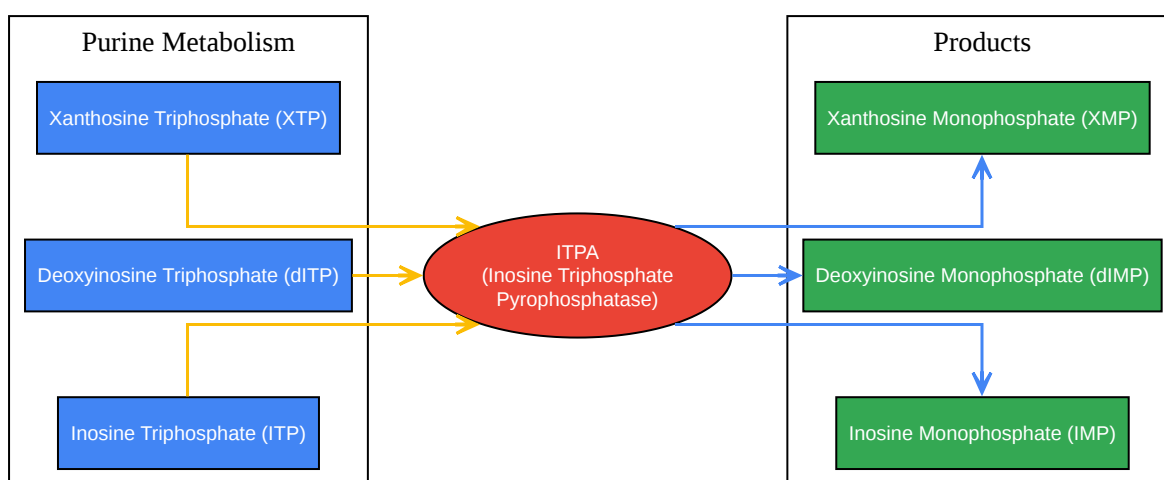 Purine Metabolism
Xanthosine Triphosphate (XTP)
Deoxyinosine Triphosphate (dITP)
Inosine Triphosphate (ITP)
ITPA
(Inosine Triphosphate
Pyrophosphatase)
Products
Xanthosine Monophosphate (XMP)
Deoxyinosine Monophosphate (dIMP)
Inosine Monophosphate (IMP)